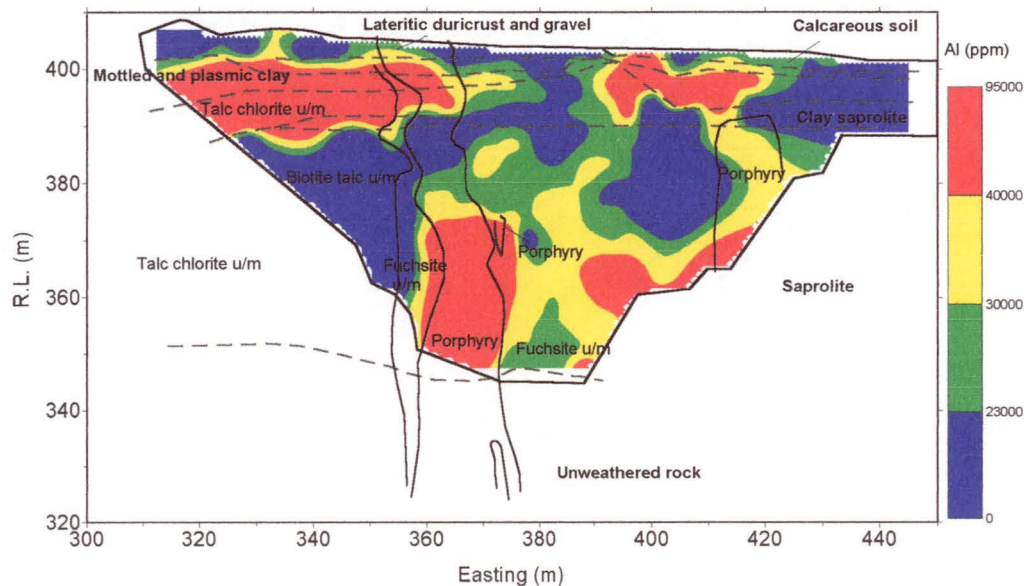 Lateritic duricrust and gravel
Calcareous soil
Al (ppm)
400
Mottled and plasmic clay
95000
Talc chlorite u/m
Clay saprolite
380
Biotite talc u/m
Porphyry
40000
Talc chlorite u/m
Fuchsite
u/m
Porphyry
Saprolite
R.L. (m)
360
30000
Porphyry
Fuchsite u/m
340
23000
Unweathered rock
320
0
300
320
340
360
380
400
420
440
Easting (m)